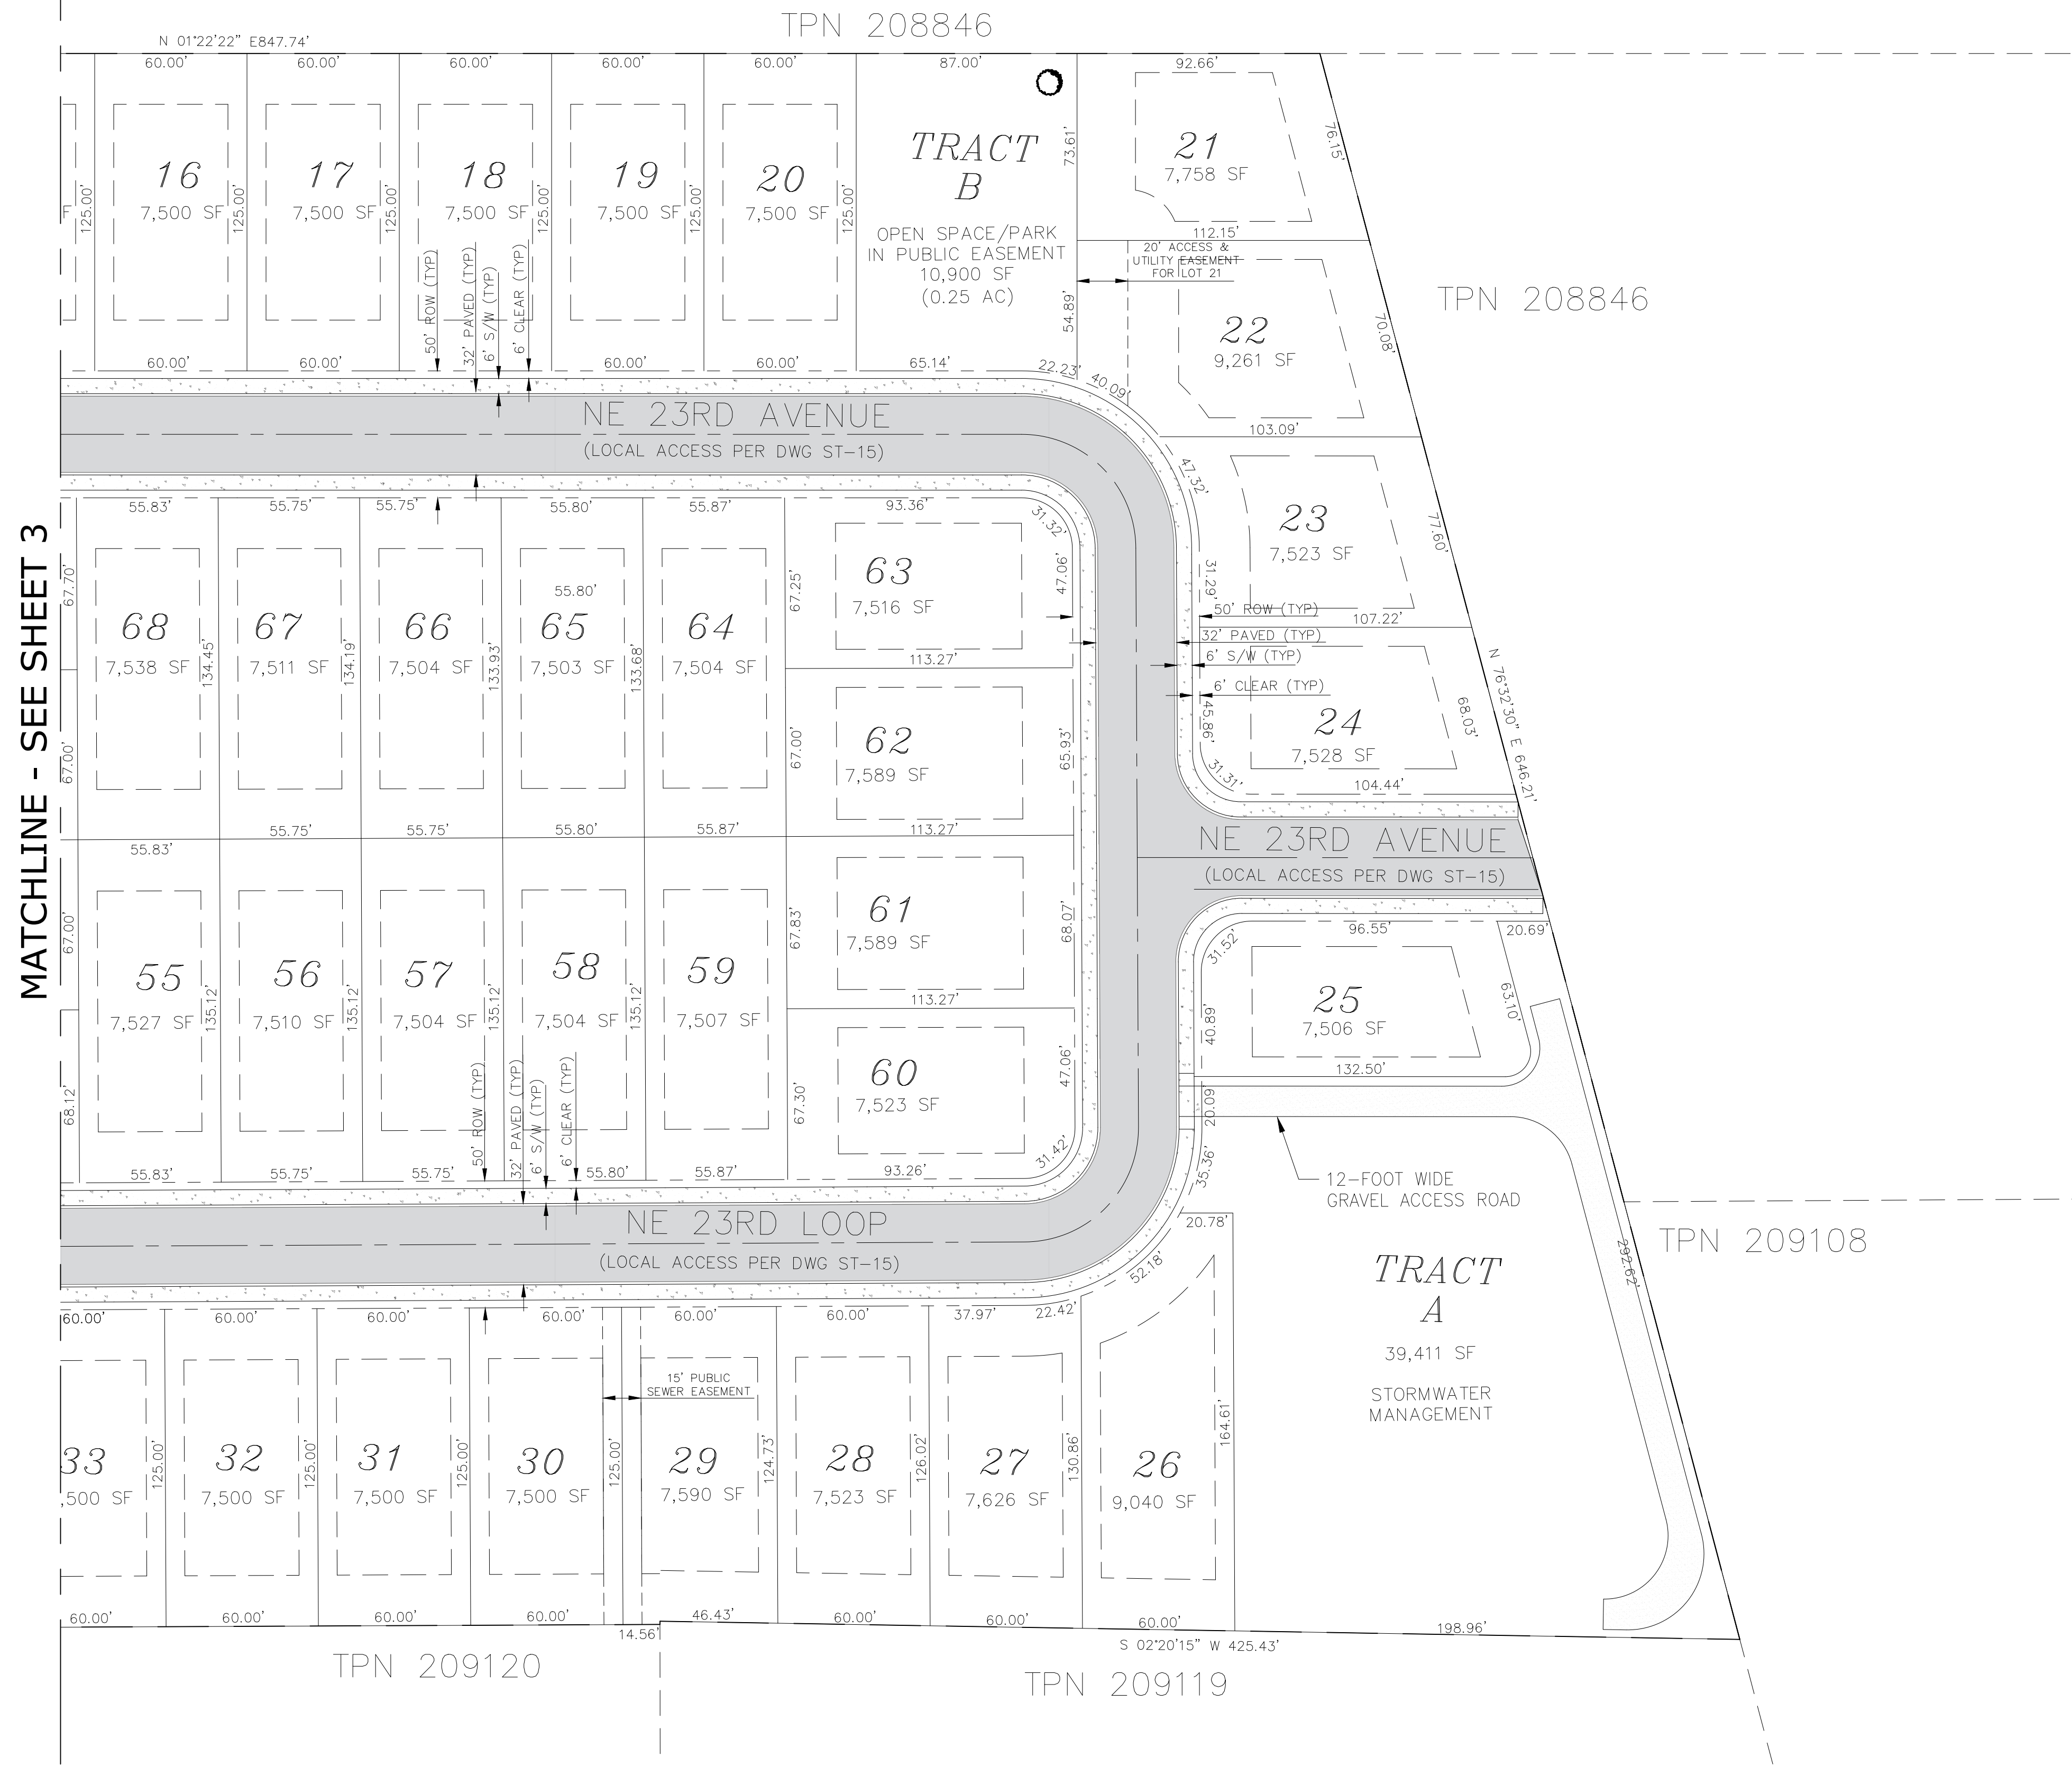 TPN 208846
N 01°22'22" E847.74'
60.00' 60.00' 60.00' 60.00' 60.00' 87.00' 92.66'
16
7,500 SF
125.00'
17
7,500 SF
125.00'
18
7,500 SF
125.00'
19
7,500 SF
125.00'
20
7,500 SF
125.00'
F
125.00'
TRACT
B
OPEN SPACE/PARK
IN PUBLIC EASEMENT
10,900 SF
(0.25 AC)
73.61'
54.89'
21
7,758 SF
76.15'
112.15'
20' ACCESS &
UTILITY EASEMENT
FOR LOT 21
22
9,261 SF
70.08'
103.09'
TPN 208846
50' ROW (TYP)
32' PAVED (TYP)
6' S/W (TYP)
6' CLEAR (TYP)
60.00' 60.00' 60.00' 60.00' 65.14' 22.23' 40.09'
NE 23RD AVENUE
(LOCAL ACCESS PER DWG ST-15)
47.32'
23
7,523 SF
77.60'
31.29'
107.22'
50' ROW (TYP)
32' PAVED (TYP)
6' S/W (TYP)
6' CLEAR (TYP)
45.86'
24
7,528 SF
68.03'
N 76°32'30" E 646.21'
31.31'
104.44'
MATCHLINE - SEE SHEET 3
55.83' 55.75' 55.75' 55.80' 55.87' 93.36' 31.32'
67.70'
68
7,538 SF
134.45'
67
7,511 SF
134.19'
66
7,504 SF
133.93'
55.80'
65
7,503 SF
133.68'
64
7,504 SF
67.25'
63
7,516 SF
47.06'
113.27'
67.00'
67.00'
62
7,589 SF
65.93'
113.27'
55.83' 55.75' 55.75' 55.80' 55.87'
NE 23RD AVENUE
(LOCAL ACCESS PER DWG ST-15)
67.00'
55
7,527 SF
135.12'
56
7,510 SF
135.12'
57
7,504 SF
135.12'
58
7,504 SF
135.12'
59
7,507 SF
67.83'
61
7,589 SF
68.07'
113.27'
68.12'
67.30'
60
7,523 SF
47.06'
31.42'
96.55' 20.69'
31.52'
25
7,506 SF
63.10'
40.89'
132.50'
20.09'
35.36'
12-FOOT WIDE
GRAVEL ACCESS ROAD
50' ROW (TYP)
32' PAVED (TYP)
6' S/W (TYP)
6' CLEAR (TYP)
55.83' 55.75' 55.75' 55.80' 55.87' 93.26'
NE 23RD LOOP
(LOCAL ACCESS PER DWG ST-15)
20.78'
52.18'
TPN 209108
292.62'
TRACT
A
39,411 SF
STORMWATER
MANAGEMENT
60.00' 60.00' 60.00' 60.00' 60.00' 60.00' 37.97' 22.42'
33
,500 SF
125.00'
32
7,500 SF
125.00'
31
7,500 SF
125.00'
30
7,500 SF
125.00'
15' PUBLIC
SEWER EASEMENT
29
7,590 SF
124.73'
28
7,523 SF
126.02'
27
7,626 SF
130.86'
26
9,040 SF
164.61'
60.00' 60.00' 60.00' 60.00' 14.56' 46.43' 60.00' 60.00' 60.00' 198.96'
S 02°20'15" W 425.43'
TPN 209120
TPN 209119